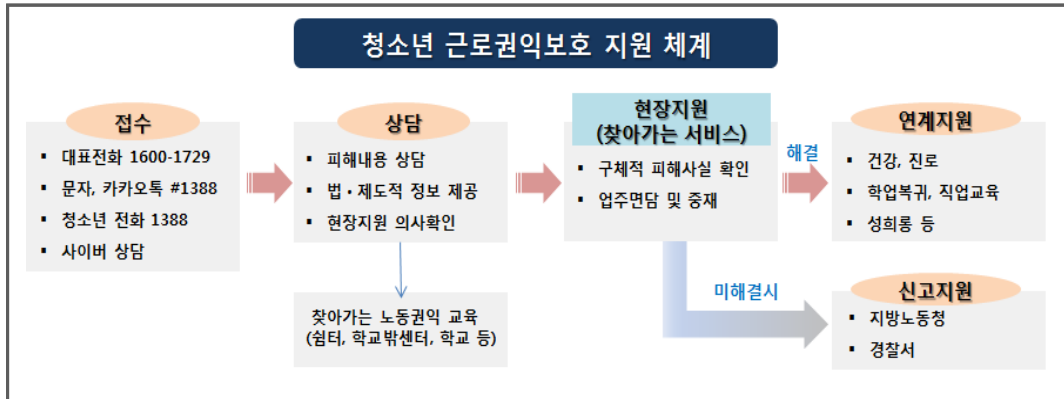 청소년 근로권익보호 지원 체계
접수
▪ 대표전화 1600-1729
▪ 문자, 카카오톡 #1388
▪ 청소년 전화 1388
▪ 사이버 상담
상담
▪ 피해내용 상담
▪ 법·제도적 정보 제공
▪ 현장지원 의사확인
찾아가는 노동권익 교육
(쉼터, 학교밖센터, 학교 등)
현장지원
(찾아가는 서비스)
▪ 구체적 피해사실 확인
▪ 업주면담 및 중재
해결
연계지원
▪ 건강, 진로
▪ 학업복귀, 직업교육
▪ 성희롱 등
미해결시
신고지원
▪ 지방노동청
▪ 경찰서